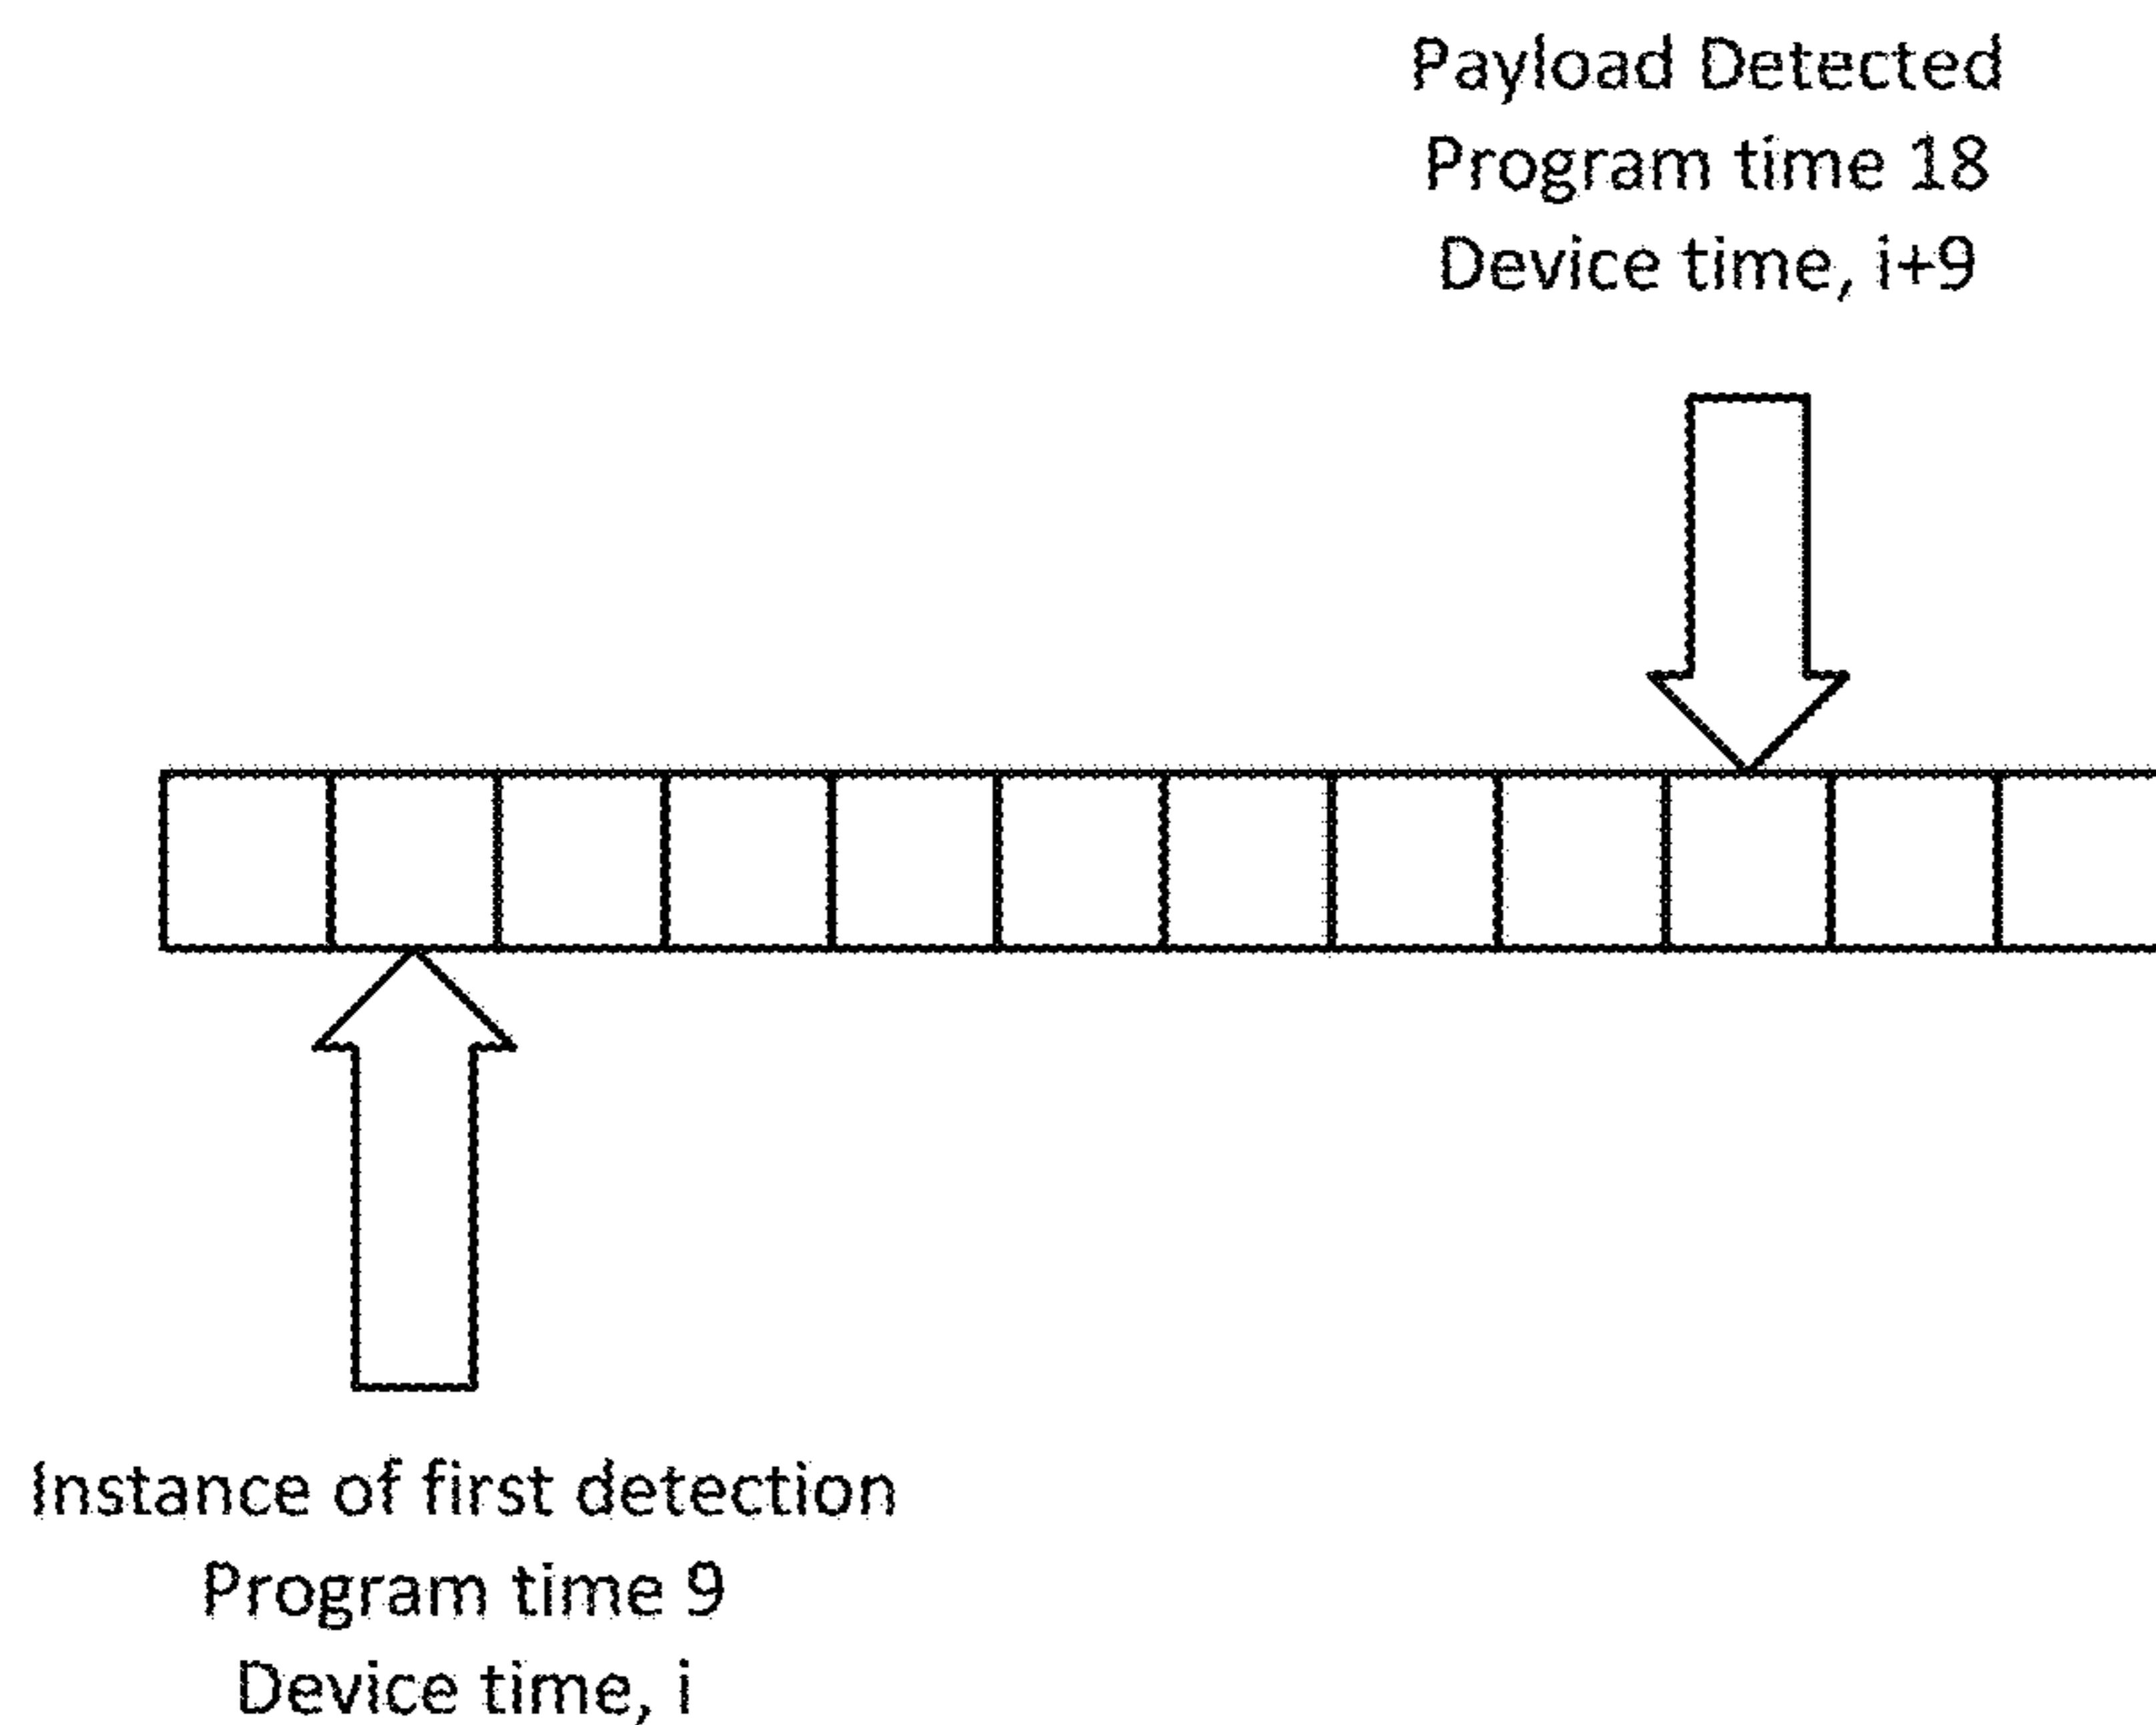 Payload Detected
Program time 18
Device time, i+9
Instance of first detection
Program time 9
Device time, i